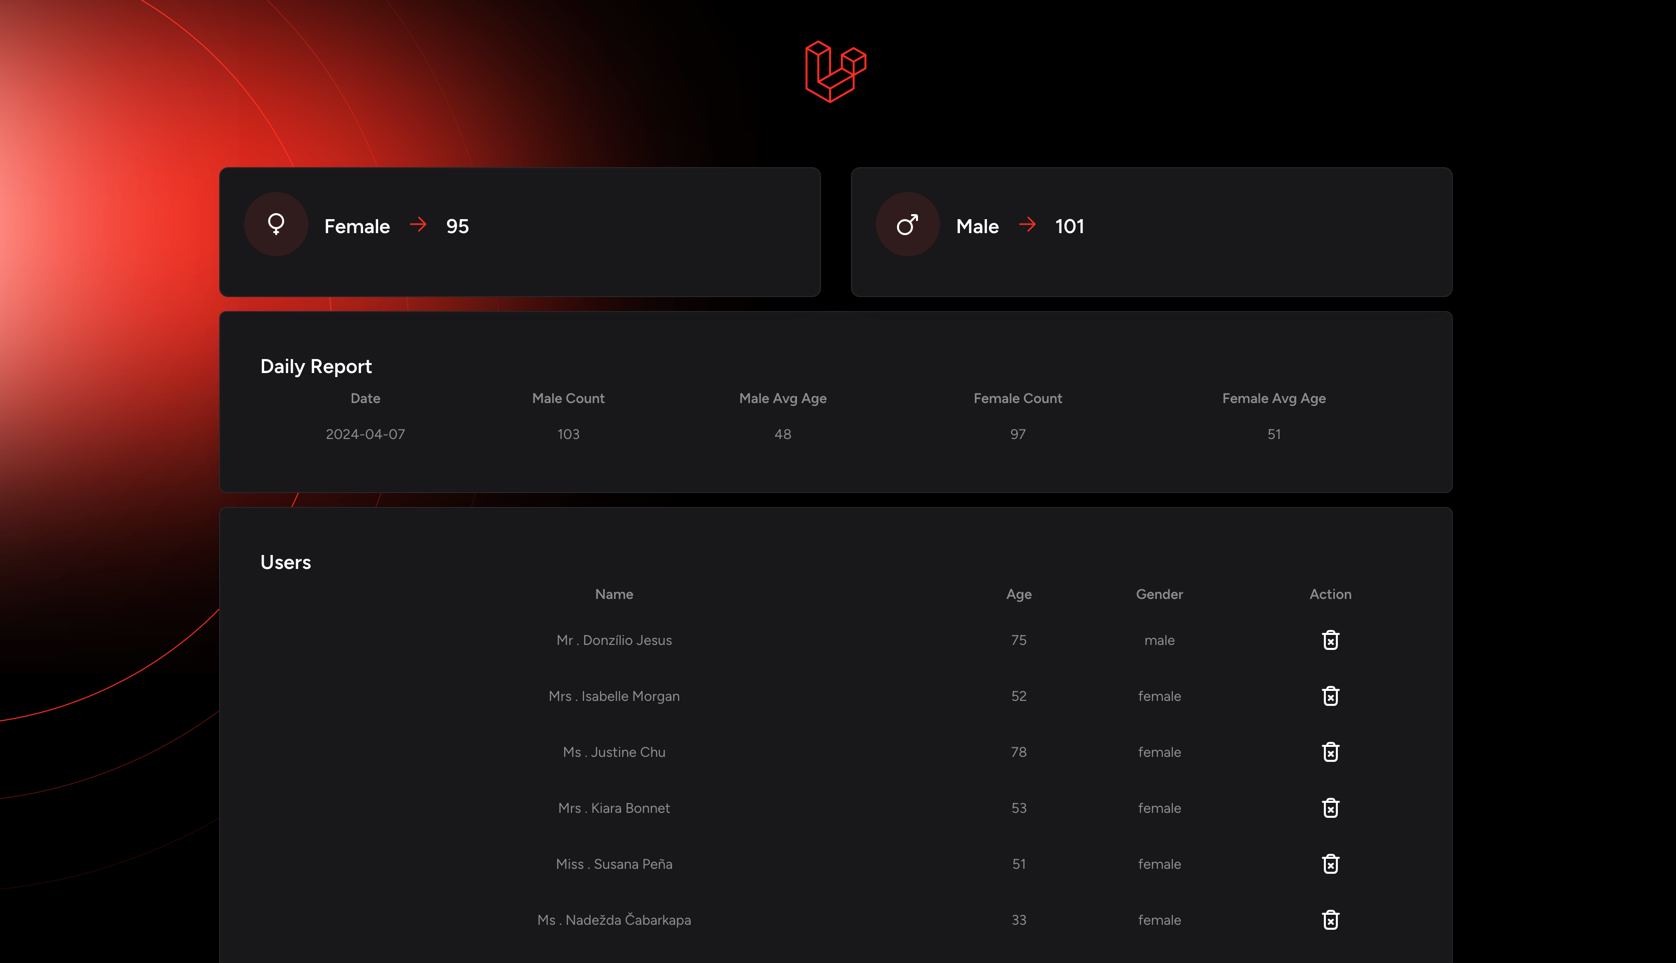 Female 95
Male 101
Daily Report
Date Male Count Male Avg Age Female Count Female Avg Age
2024-04-07 103 48 97 51
Users
Name Age Gender Action
Mr . Donzílio Jesus 75 male
Mrs . Isabelle Morgan 52 female
Ms . Justine Chu 78 female
Mrs . Kiara Bonnet 53 female
Miss . Susana Peña 51 female
Ms . Nadežda Čabarkapa 33 female